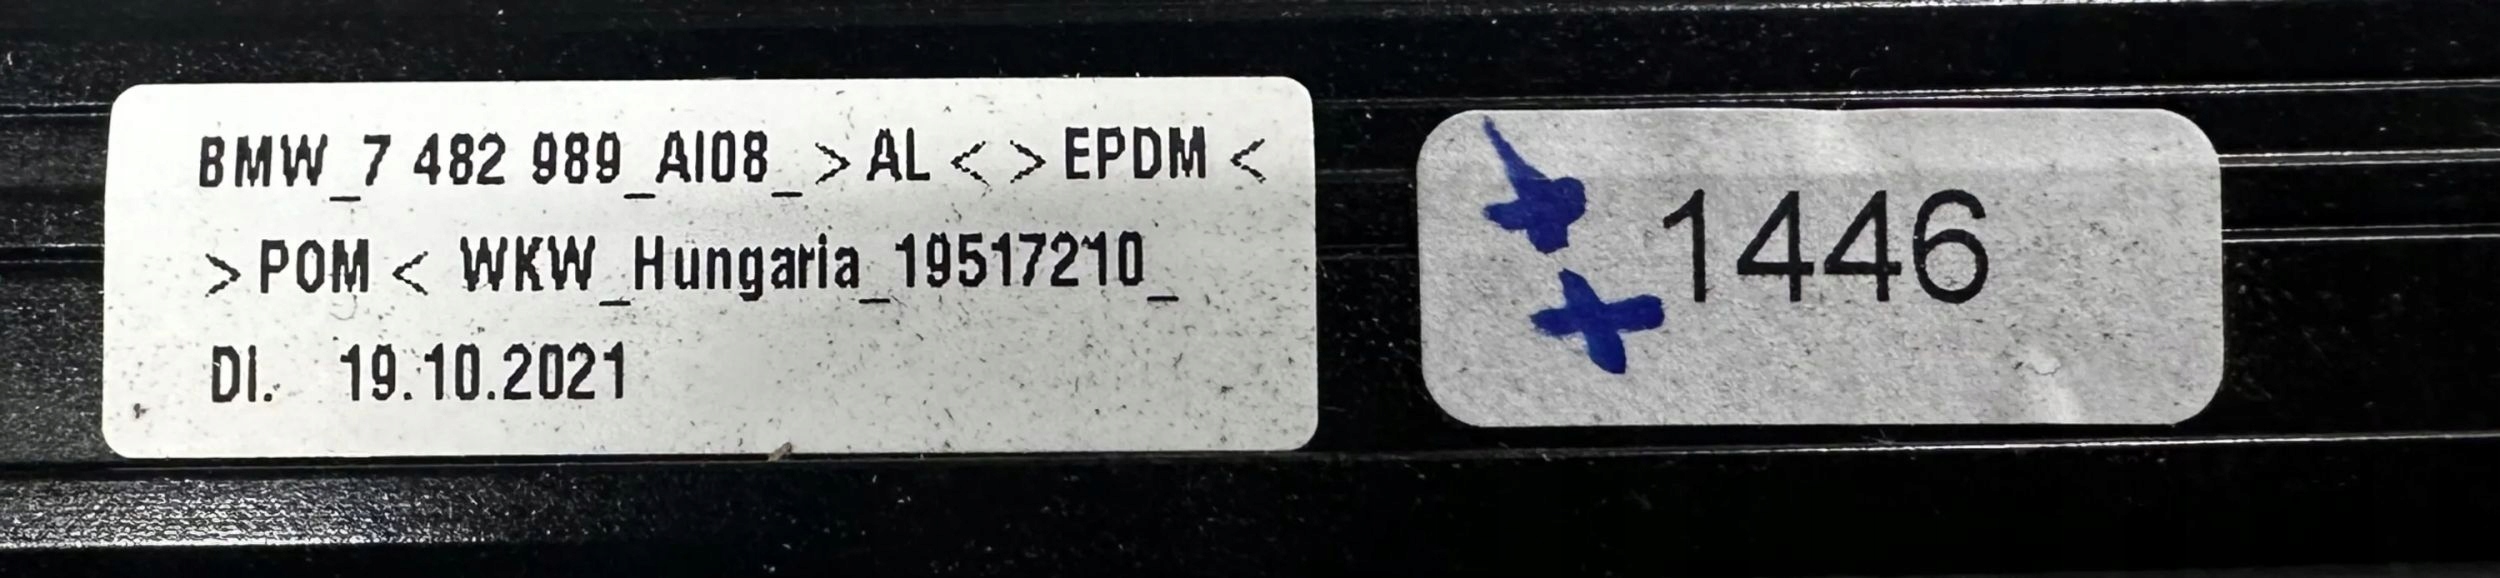 BMW_7 482 989_AI08_>AL<>EPDM<
>POM< WKW_Hungaria_19517210_
DI. 19.10.2021
1446